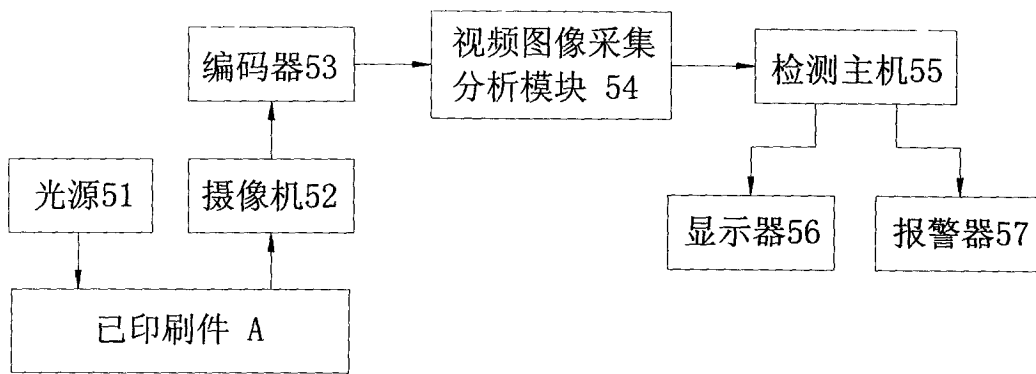 编码器53
视频图像采集
分析模块 54
检测主机55
光源51
摄像机52
显示器56
报警器57
已印刷件 A